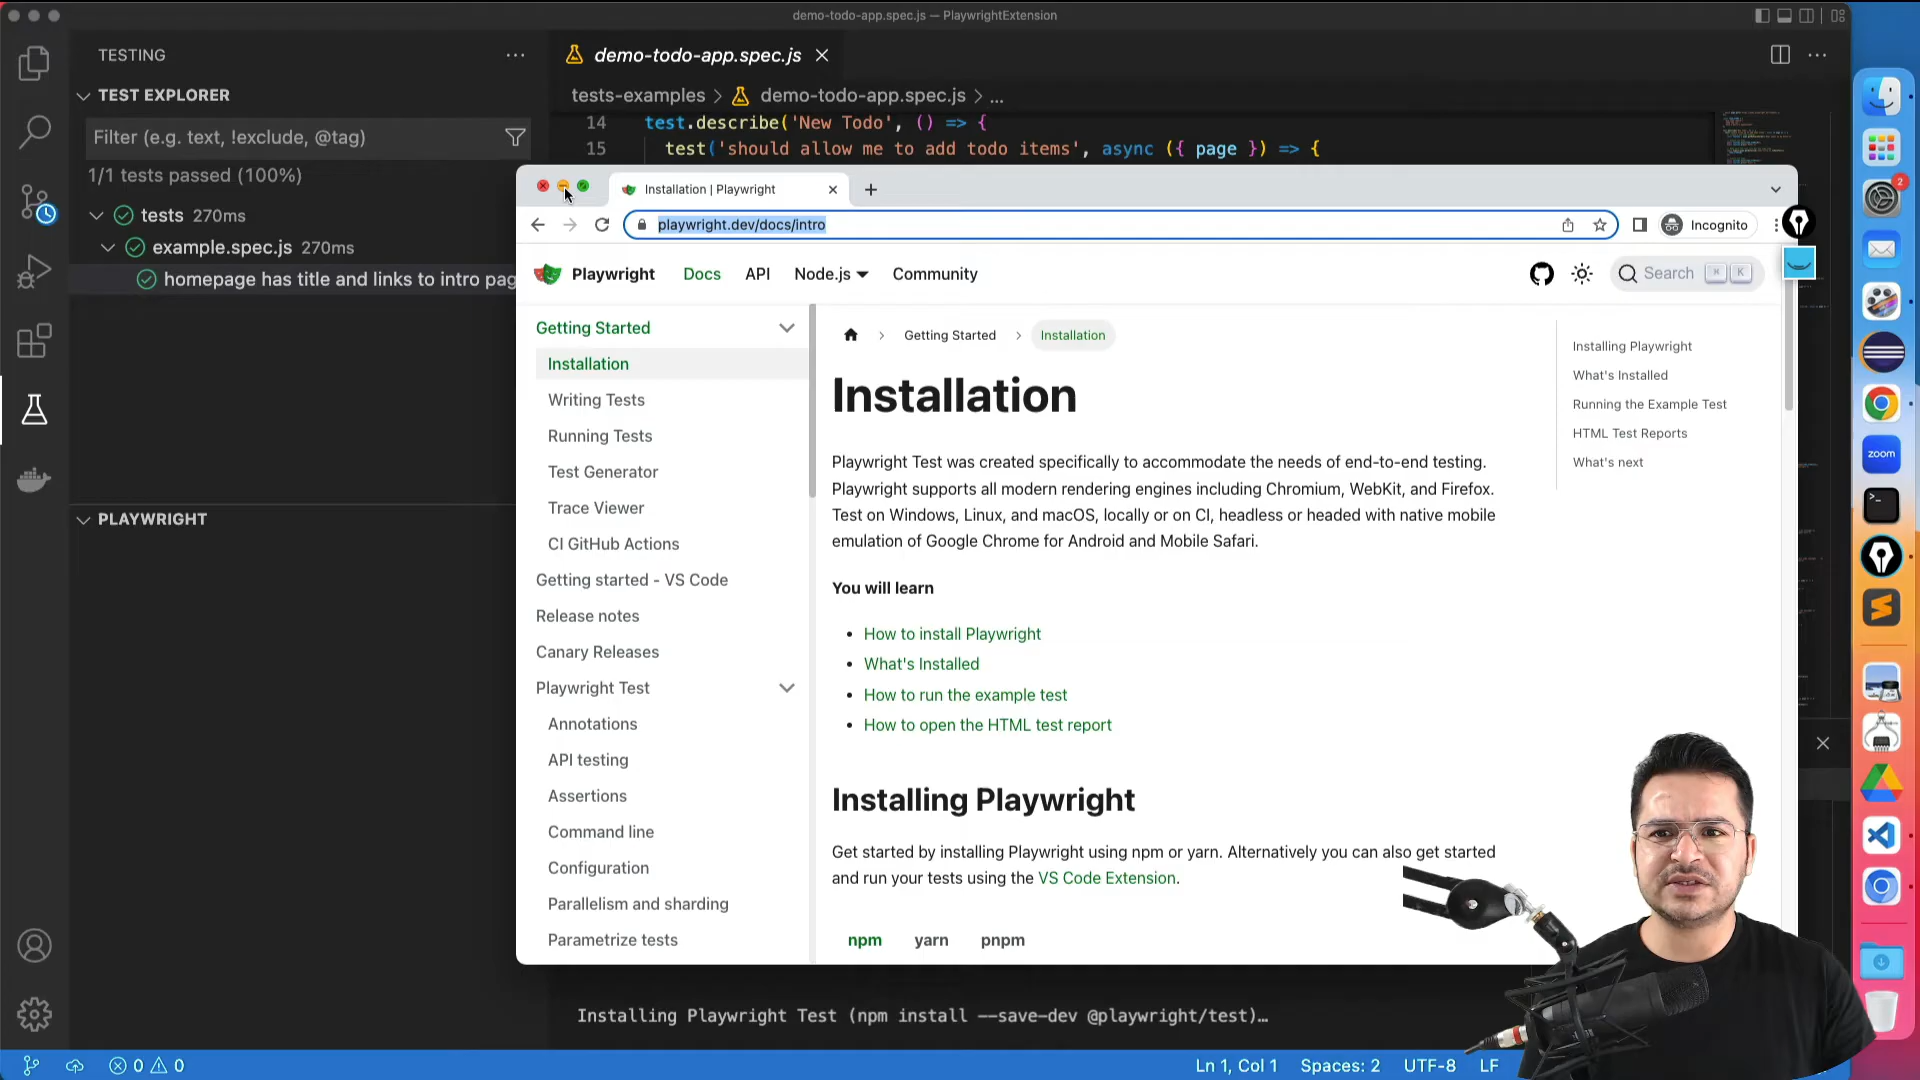 demo-todo-app.spec.js — PlaywrightExtension
TESTING
demo-todo-app.spec.js
TEST EXPLORER
tests-examples > demo-todo-app.spec.js > ...
Filter (e.g. text, !exclude, @tag)
14 test.describe('New Todo', () => {
15 test('should allow me to add todo items', async ({ page }) => {
1/1 tests passed (100%)
tests 270ms
example.spec.js 270ms
homepage has title and links to intro pag
PLAYWRIGHT
Installation | Playwright
playwright.dev/docs/intro
Incognito
Playwright Docs API Node.js Community
Search K
Getting Started
Installation
Writing Tests
Running Tests
Test Generator
Trace Viewer
CI GitHub Actions
Getting started - VS Code
Release notes
Canary Releases
Playwright Test
Annotations
API testing
Assertions
Command line
Configuration
Parallelism and sharding
Parametrize tests
Getting Started > Installation
Installation
Playwright Test was created specifically to accommodate the needs of end-to-end testing.
Playwright supports all modern rendering engines including Chromium, WebKit, and Firefox.
Test on Windows, Linux, and macOS, locally or on CI, headless or headed with native mobile
emulation of Google Chrome for Android and Mobile Safari.
You will learn
How to install Playwright
What's Installed
How to run the example test
How to open the HTML test report
Installing Playwright
Get started by installing Playwright using npm or yarn. Alternatively you can also get started
and run your tests using the VS Code Extension.
npm yarn pnpm
Installing Playwright
What's Installed
Running the Example Test
HTML Test Reports
What's next
2
zoom
Installing Playwright Test (npm install --save-dev @playwright/test)…
0 0
Ln 1, Col 1 Spaces: 2 UTF-8 LF